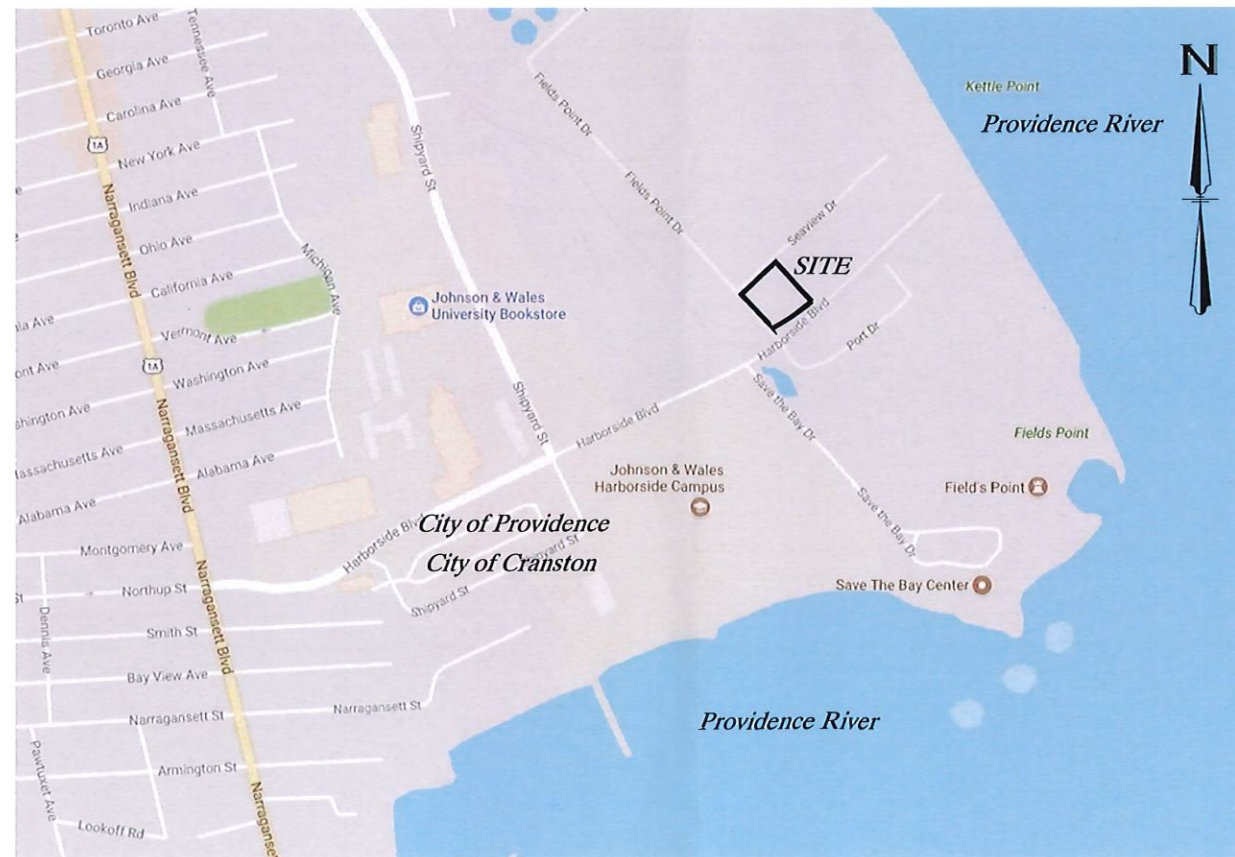 Toronto Ave
Tennessee Ave
Georgia Ave
Carolina Ave
1A
New York Ave
Indiana Ave
Narragansett Blvd
Ohio Ave
California Ave
Michigan Ave
Vermont Ave
1A
Washington Ave
Massachusetts Ave
Narragansett Blvd
Alabama Ave
Alabama Ave
Montgomery Ave
Northup St
Dennis Ave
Smith St
Narragansett Blvd
Bay View Ave
Narragansett St
Narragansett St
Armington St
Pawtuxet Ave
Lookoff Rd
Shipyard St
Johnson & Wales
University Bookstore
Shipyard St
Harborside Blvd
Harborside Blvd
City of Providence
City of Cranston
Shipyard St
Shipyard St
Fields Point Dr
Fields Point Dr
Seaview Dr
SITE
Harborside Blvd
Port Dr
Save the Bay Dr
Johnson & Wales
Harborside Campus
Save the Bay Dr
Fields Point
Field's Point
Save The Bay Center
Kettle Point
Providence River
N
Providence River